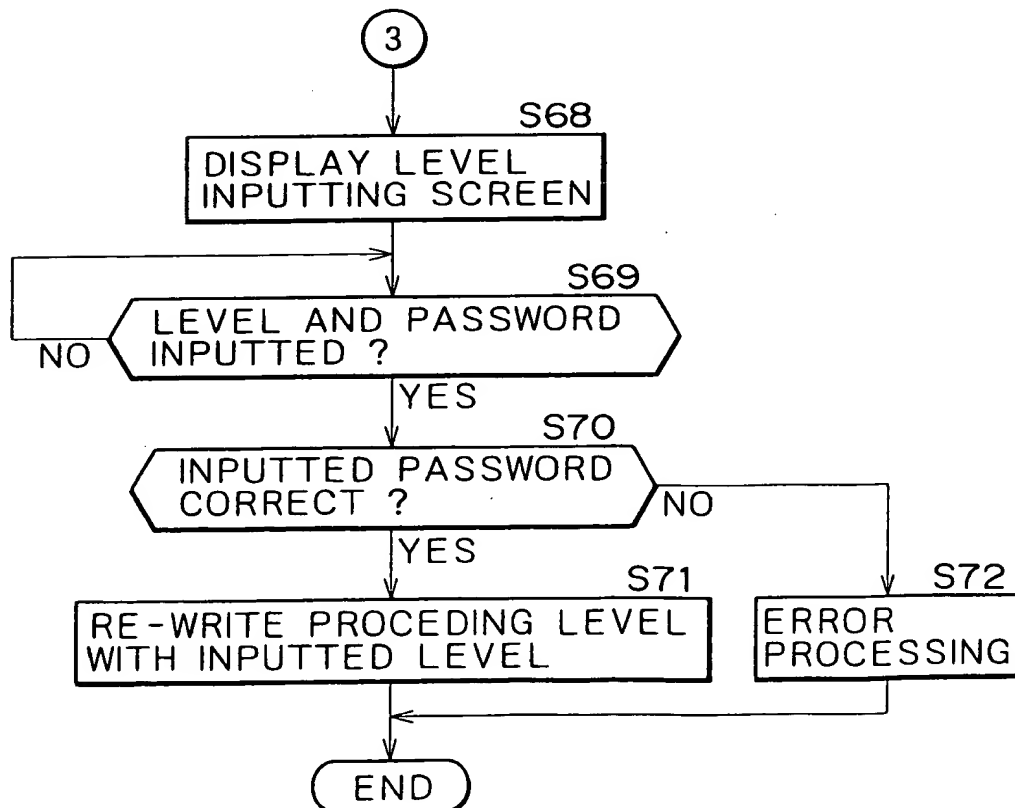 3
S68
DISPLAY LEVEL
INPUTTING SCREEN
S69
LEVEL AND PASSWORD
INPUTTED ?
NO
YES
S70
INPUTTED PASSWORD
CORRECT ?
NO
YES
S71
RE-WRITE PROCEDING LEVEL
WITH INPUTTED LEVEL
S72
ERROR
PROCESSING
END